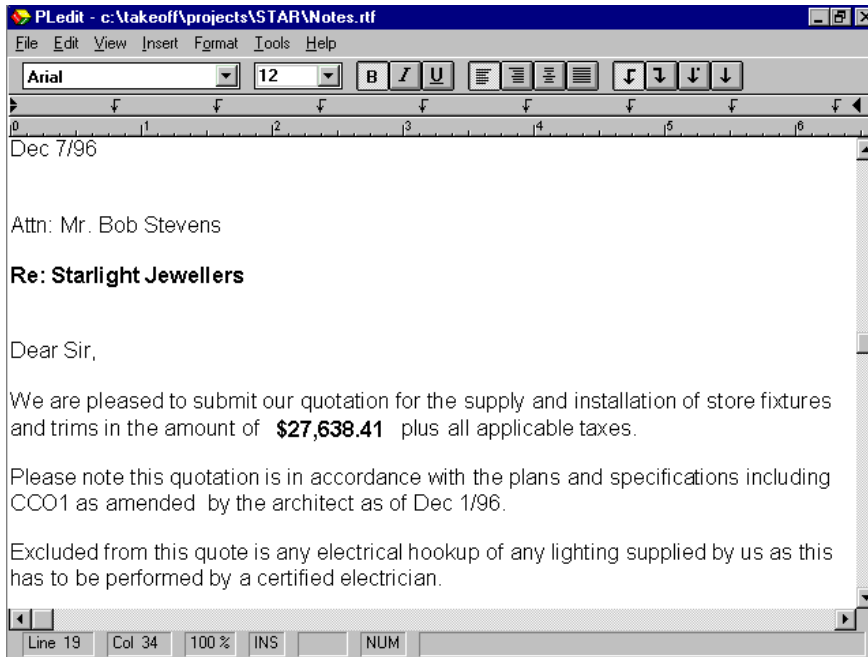 PLedit - c:\takeoff\projects\STAR\Notes.rtf
File Edit View Insert Format Tools Help
Arial 12 B I U
0 1 2 3 4 5 6
Dec 7/96
Attn: Mr. Bob Stevens
Re: Starlight Jewellers
Dear Sir,
We are pleased to submit our quotation for the supply and installation of store fixtures
and trims in the amount of $27,638.41 plus all applicable taxes.
Please note this quotation is in accordance with the plans and specifications including
CCO1 as amended by the architect as of Dec 1/96.
Excluded from this quote is any electrical hookup of any lighting supplied by us as this
has to be performed by a certified electrician.
Line 19 Col 34 100 % INS NUM